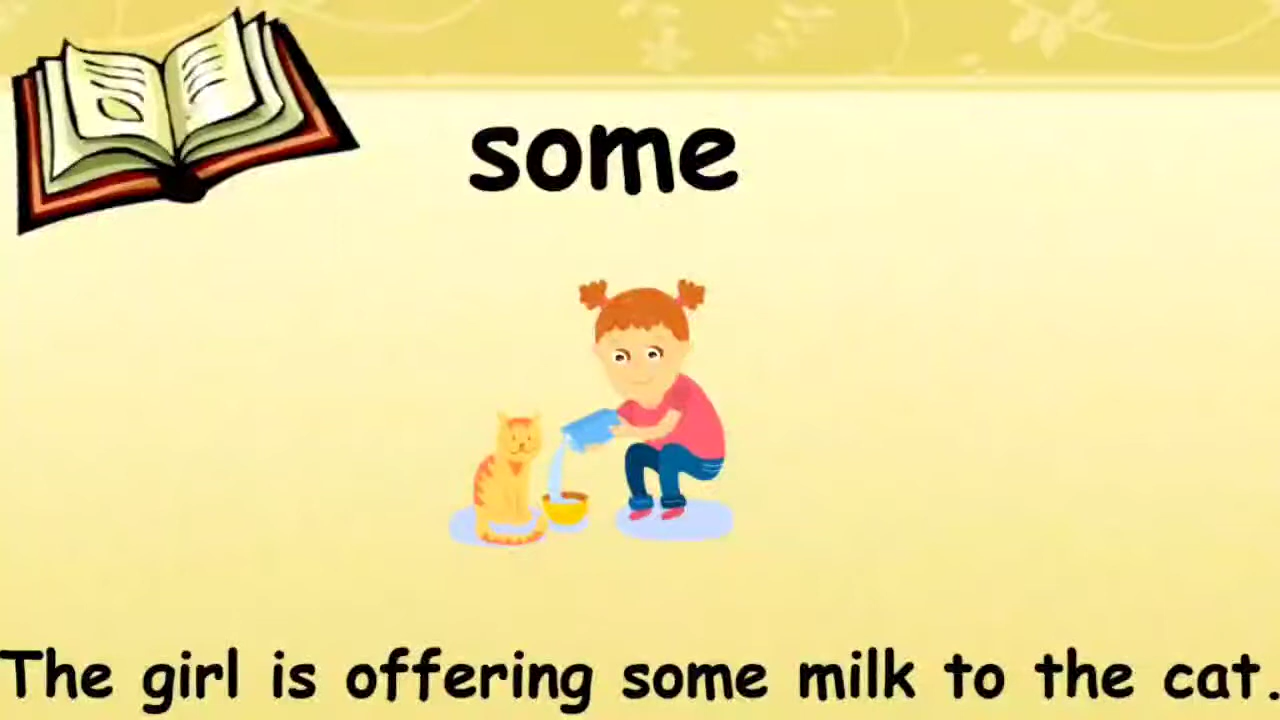 some
The girl is offering some milk to the cat.